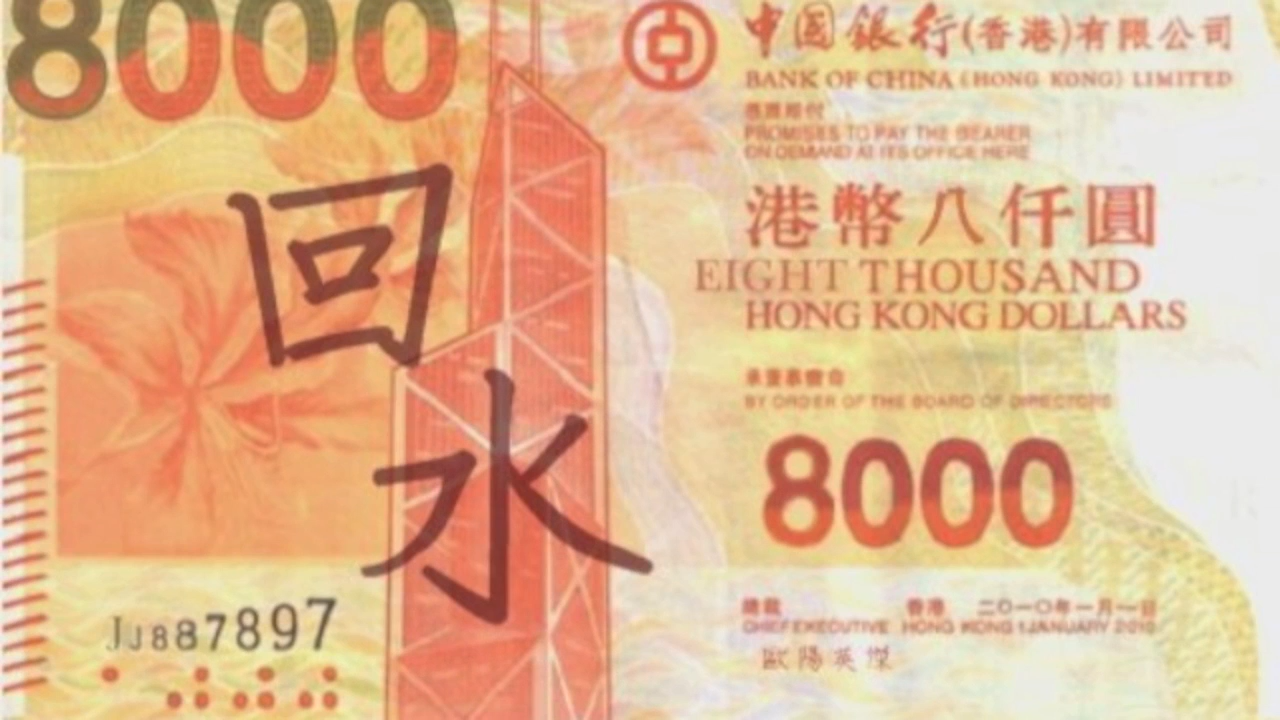 8000
中国銀行(香港)有限公司
BANK OF CHINA (HONG KONG) LIMITED
憑票即付
PROMISES TO PAY THE BEARER
ON DEMAND AT ITS OFFICE HERE
回
水
港幣八仟圓
EIGHT THOUSAND
HONG KONG DOLLARS
承董事會命
BY ORDER OF THE BOARD OF DIRECTORS
8000
總裁 香港 二〇一〇年一月一日
CHIEF EXECUTIVE HONG KONG 1 JANUARY 2010
歐陽英傑
JJ887897